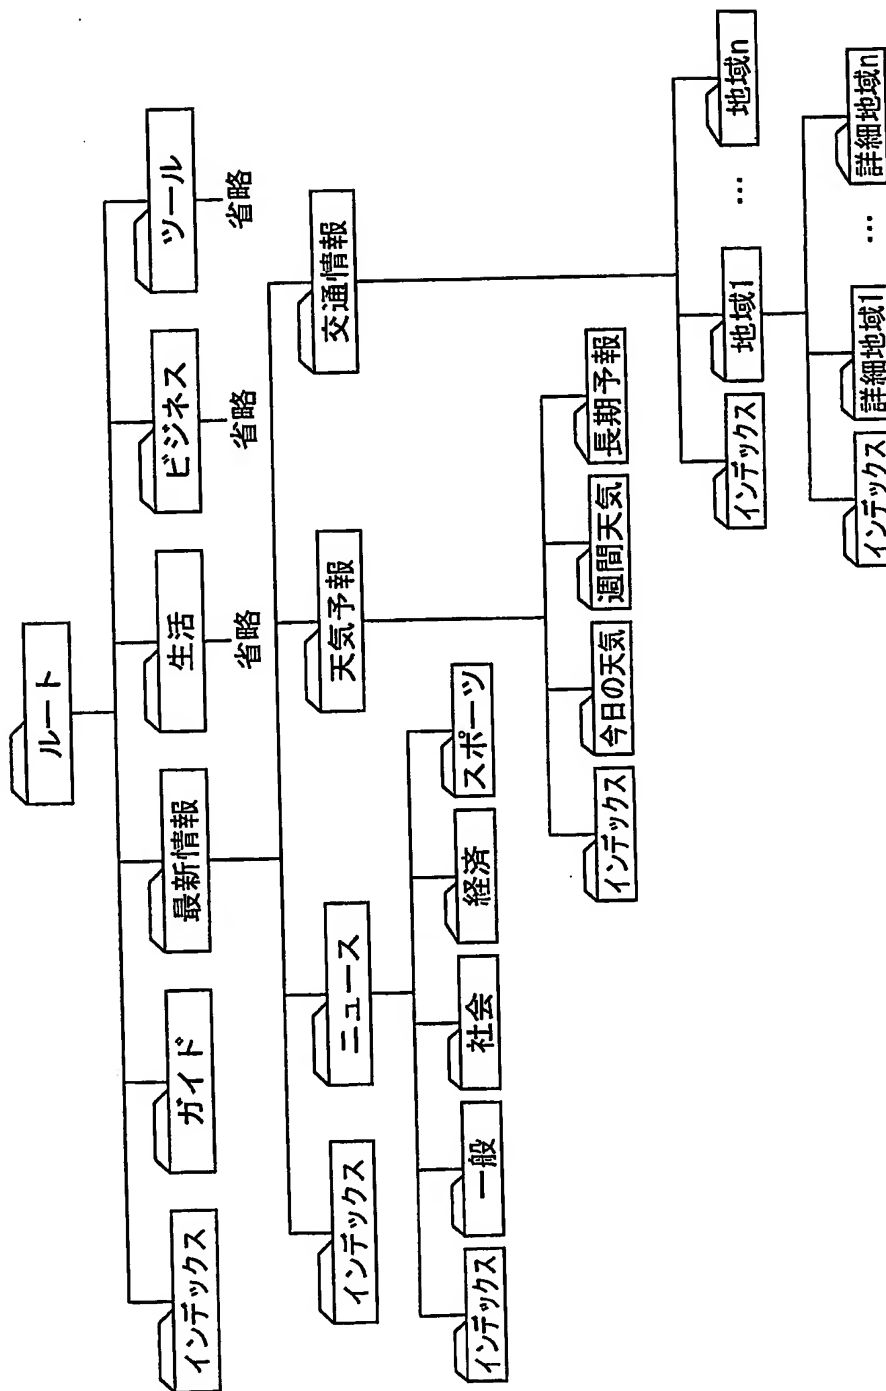 ルート
インデックス
ガイド
最新情報
生活
省略
ビジネス
省略
ツール
省略
インデックス
ニュース
天気予報
交通情報
インデックス
一般
社会
経済
スポーツ
インデックス
今日の天気
週間天気
長期予報
インデックス
地域1
…
地域n
インデックス
詳細地域1
…
詳細地域n